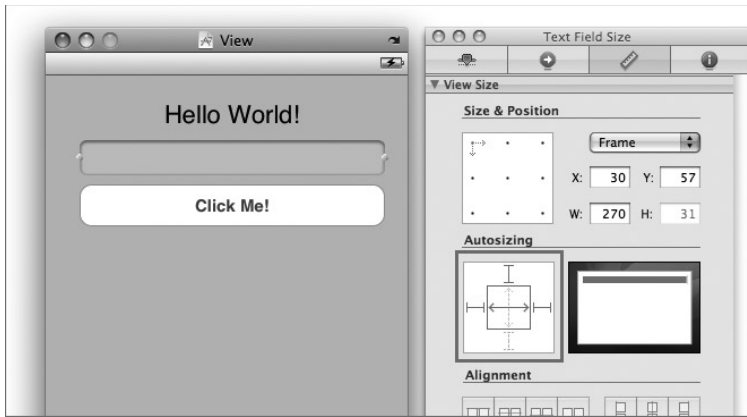 View
Hello World!
Click Me!
Text Field Size
View Size
Size & Position
Frame
X: 30 Y: 57
W: 270 H: 31
Autosizing
Alignment